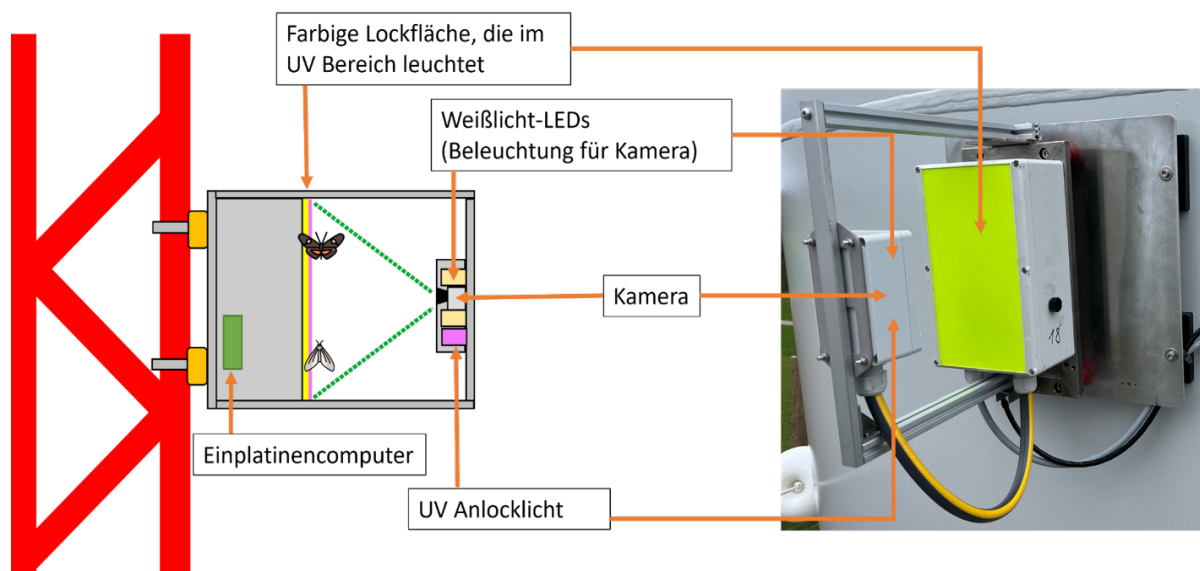 Farbige Lockfläche, die im
UV Bereich leuchtet
Weißlicht-LEDs
(Beleuchtung für Kamera)
Kamera
18
Einplatinencomputer
UV Anlocklicht